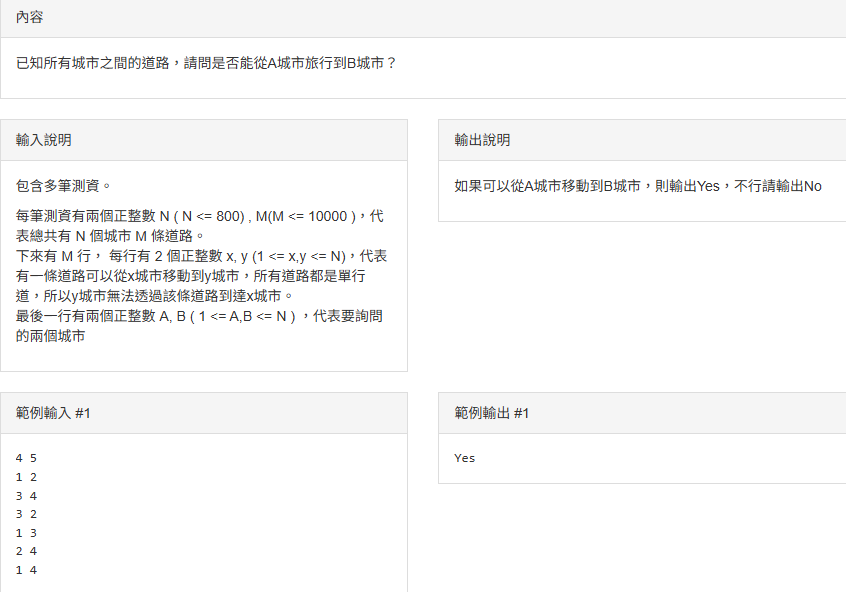 內容
已知所有城市之間的道路，請問是否能從A城市旅行到B城市？
輸入說明
包含多筆測資。
每筆測資有兩個正整數 N ( N <= 800) , M(M <= 10000 )，代
表總共有 N 個城市 M 條道路。
下來有 M 行， 每行有 2 個正整數 x, y (1 <= x,y <= N)，代表
有一條道路可以從x城市移動到y城市，所有道路都是單行
道，所以y城市無法透過該條道路到達x城市。
最後一行有兩個正整數 A, B ( 1 <= A,B <= N ) ，代表要詢問
的兩個城市
輸出說明
如果可以從A城市移動到B城市，則輸出Yes，不行請輸出No
範例輸入 #1
4 5
1 2
3 4
3 2
1 3
2 4
1 4
範例輸出 #1
Yes